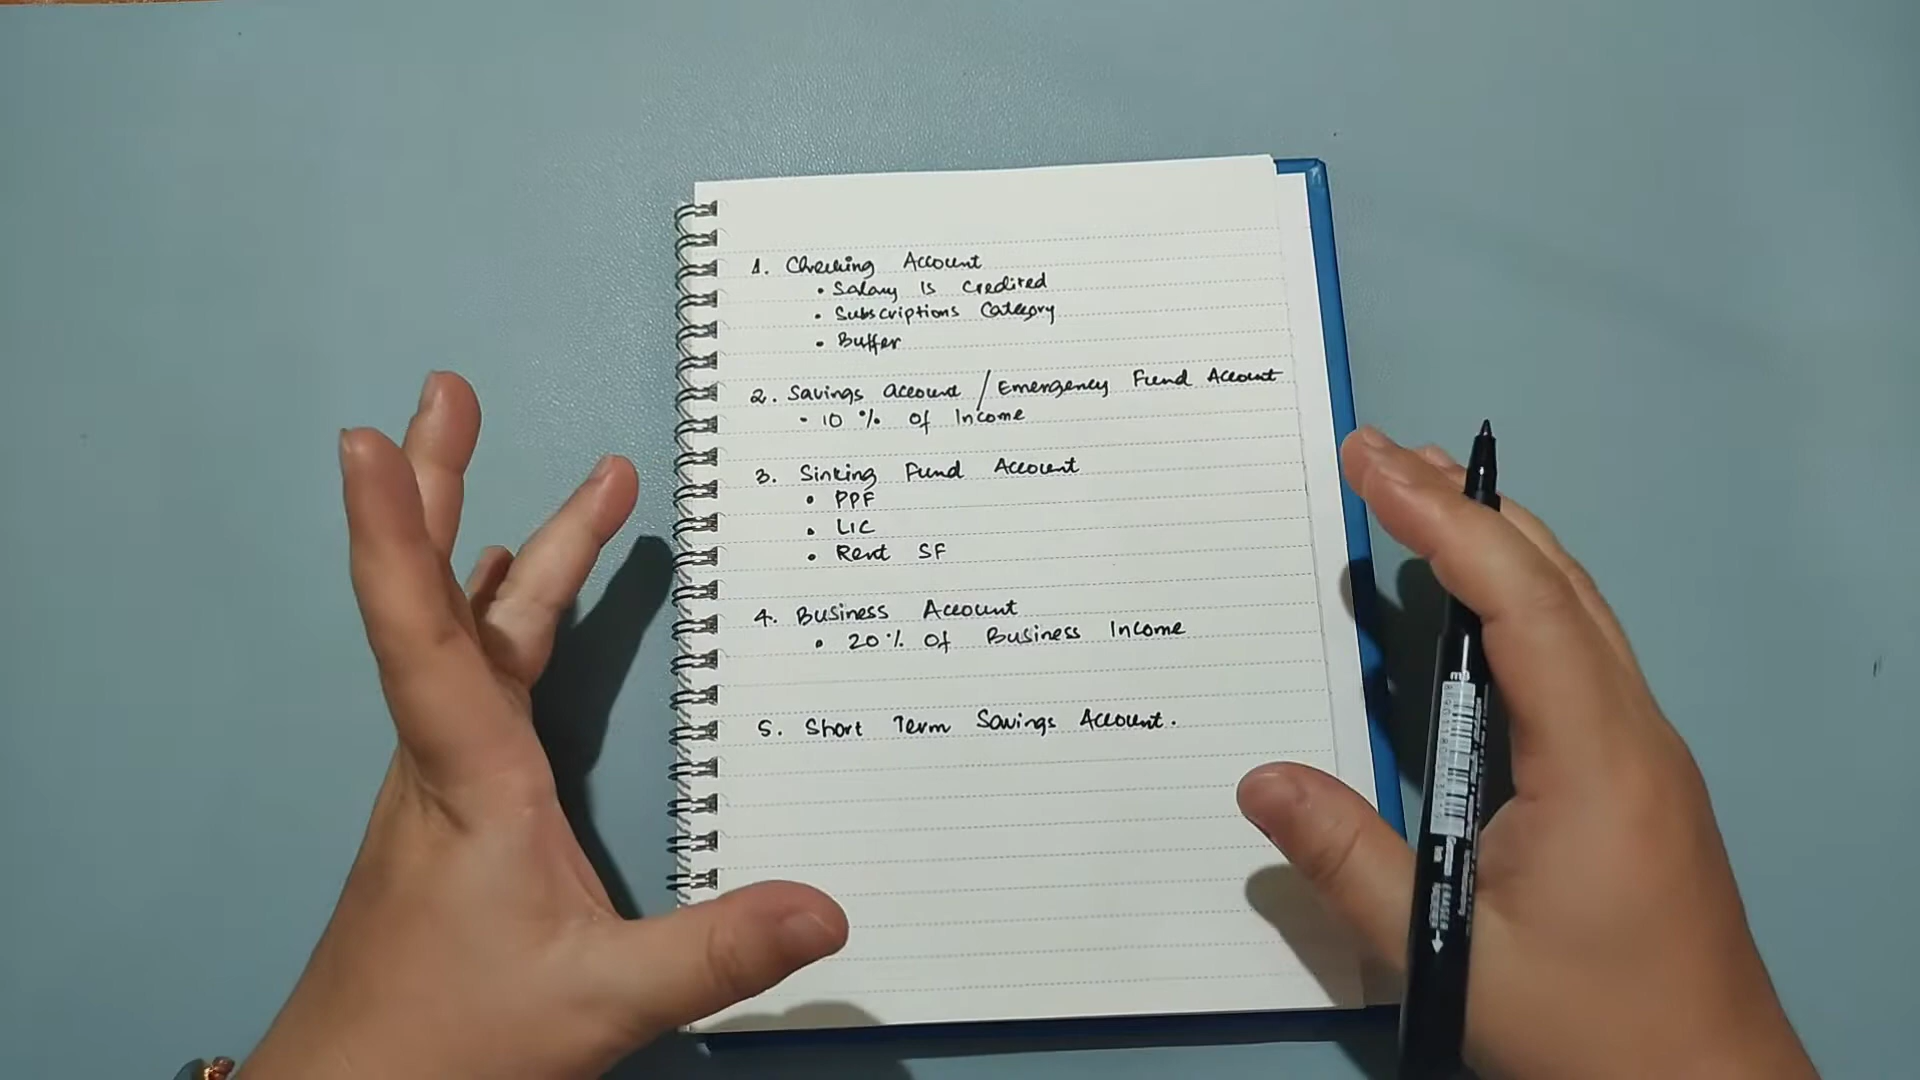 1. Checking Account
• Salary is credited
• Subscriptions Category
• Buffer
2. Savings Account / Emergency Fund Account
• 10 % of Income
3. Sinking Fund Account
• PPF
• LIC
• Rent SF
4. Business Account
• 20% of Business Income
5. Short Term Savings Account.